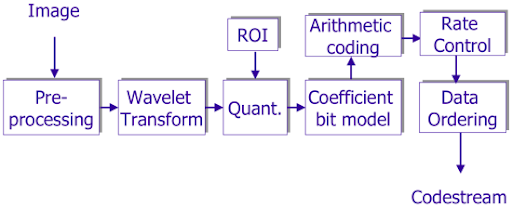 Image
ROI
Arithmetic
coding
Rate
Control
Pre-
processing
Wavelet
Transform
Quant.
Coefficient
bit model
Data
Ordering
Codestream